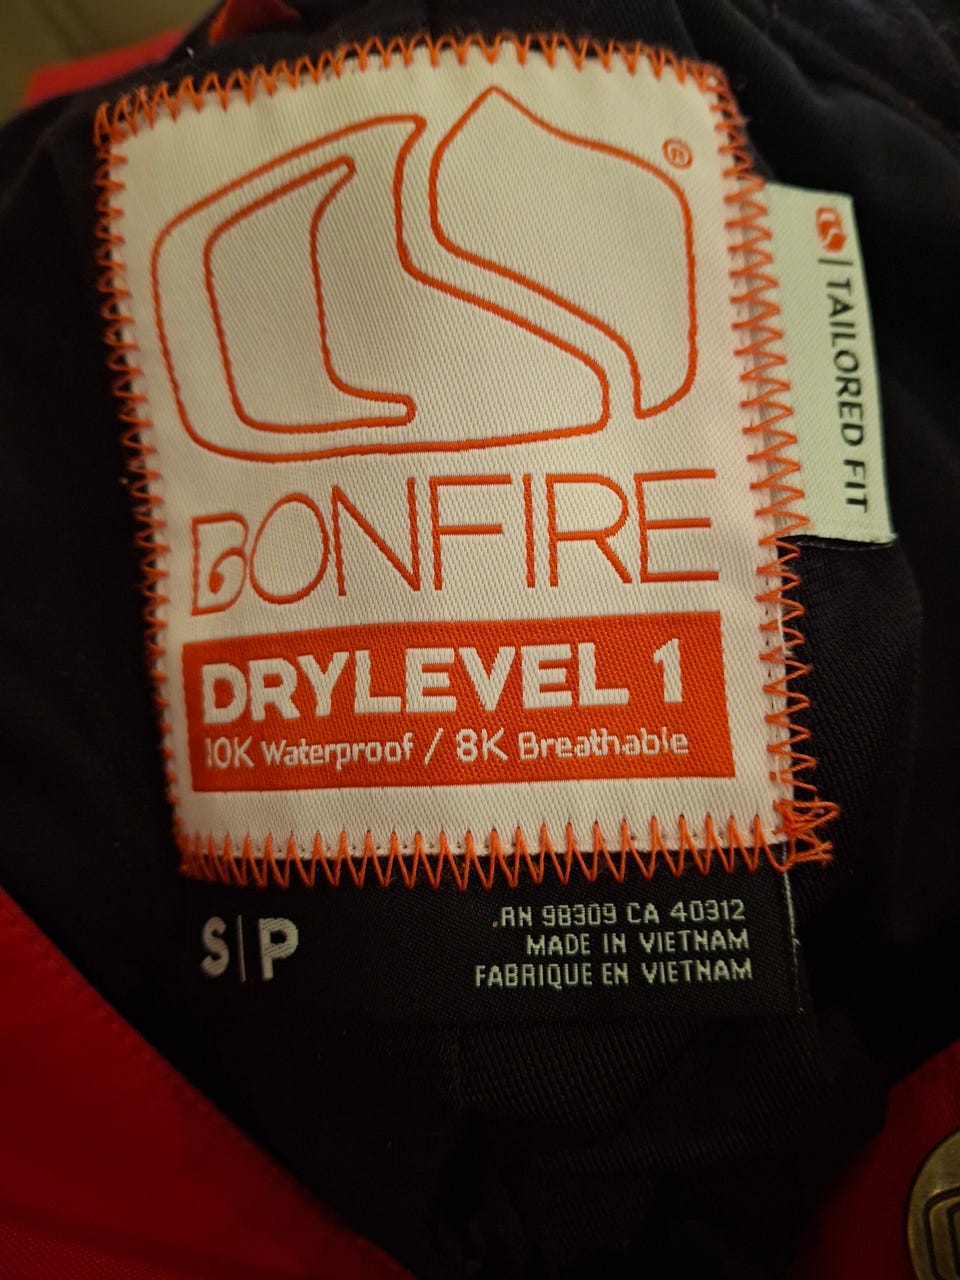 ®
BONFIRE
DRYLEVEL 1
10K Waterproof / 8K Breathable
S|P
RN 98309 CA 40312
MADE IN VIETNAM
FABRIQUE EN VIETNAM
| TAILORED FIT